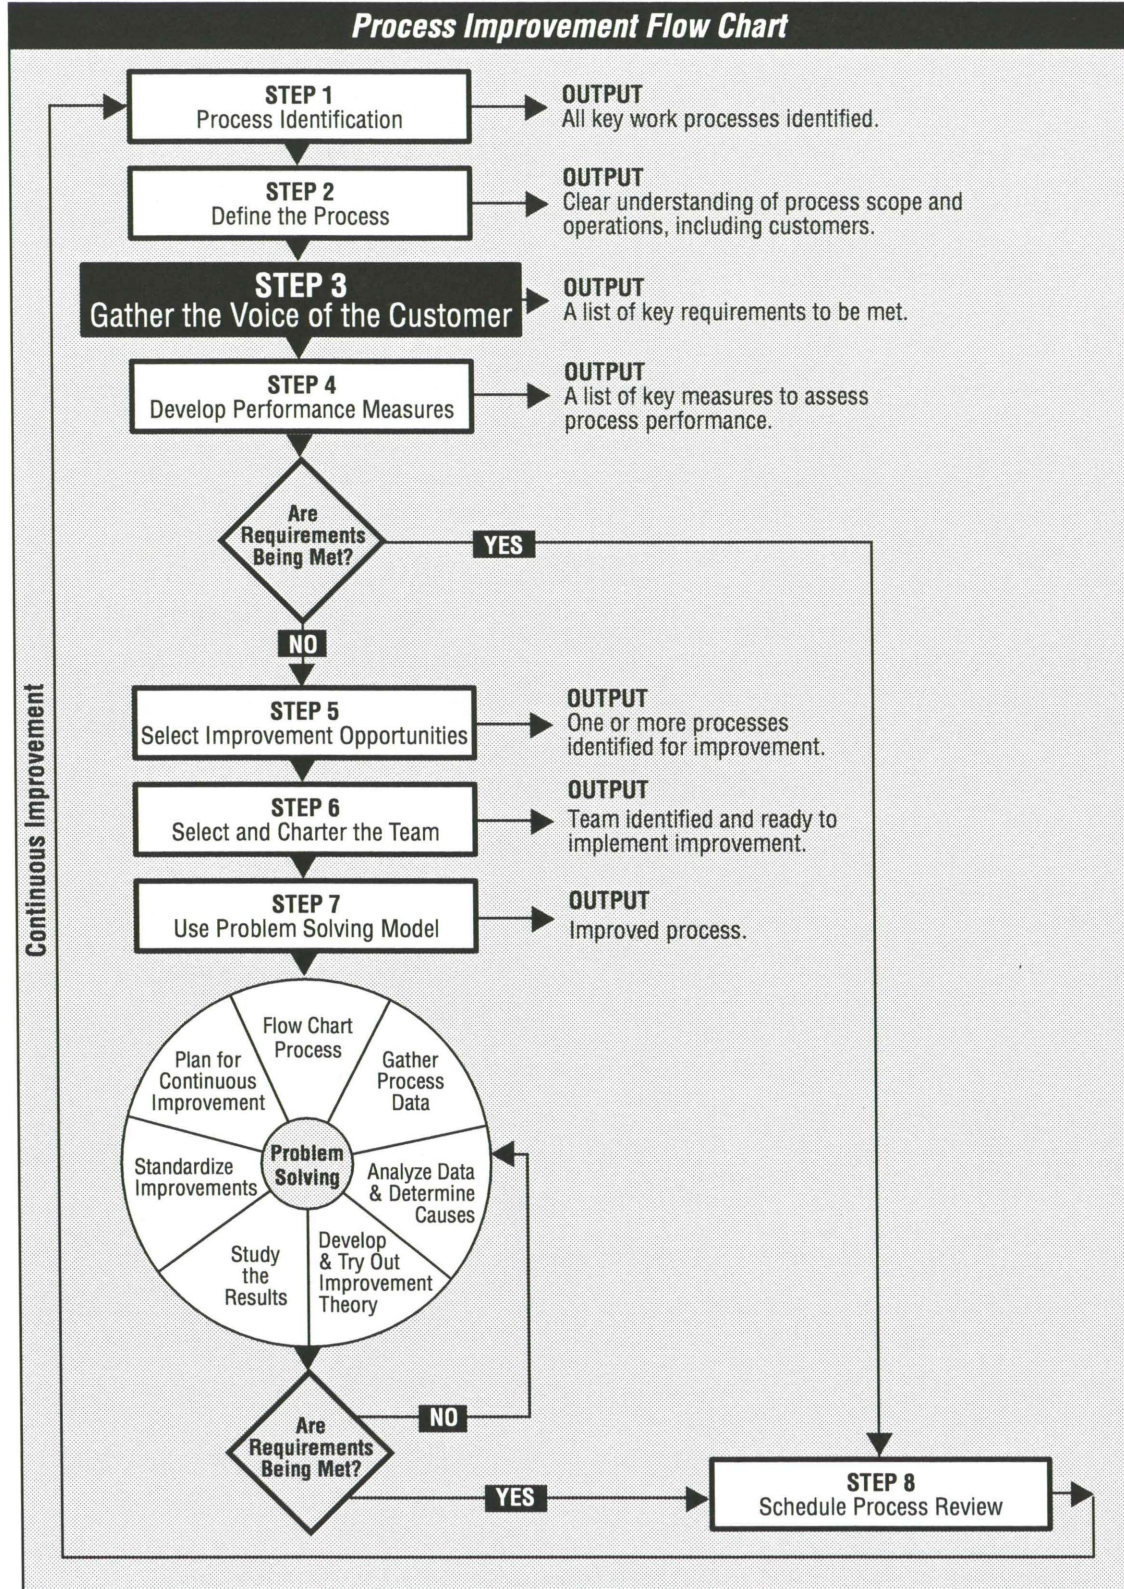 Process Improvement Flow Chart
STEP 1
Process Identification
OUTPUT
All key work processes identified.
STEP 2
Define the Process
OUTPUT
Clear understanding of process scope and
operations, including customers.
STEP 3
Gather the Voice of the Customer
OUTPUT
A list of key requirements to be met.
STEP 4
Develop Performance Measures
OUTPUT
A list of key measures to assess
process performance.
Are
Requirements
Being Met?
YES
NO
STEP 5
Select Improvement Opportunities
OUTPUT
One or more processes
identified for improvement.
STEP 6
Select and Charter the Team
OUTPUT
Team identified and ready to
implement improvement.
STEP 7
Use Problem Solving Model
OUTPUT
Improved process.
Continuous Improvement
Flow Chart
Process
Gather
Process
Data
Analyze Data
& Determine
Causes
Develop
& Try Out
Improvement
Theory
Study
the
Results
Standardize
Improvements
Plan for
Continuous
Improvement
Problem
Solving
Are
Requirements
Being Met?
NO
YES
STEP 8
Schedule Process Review